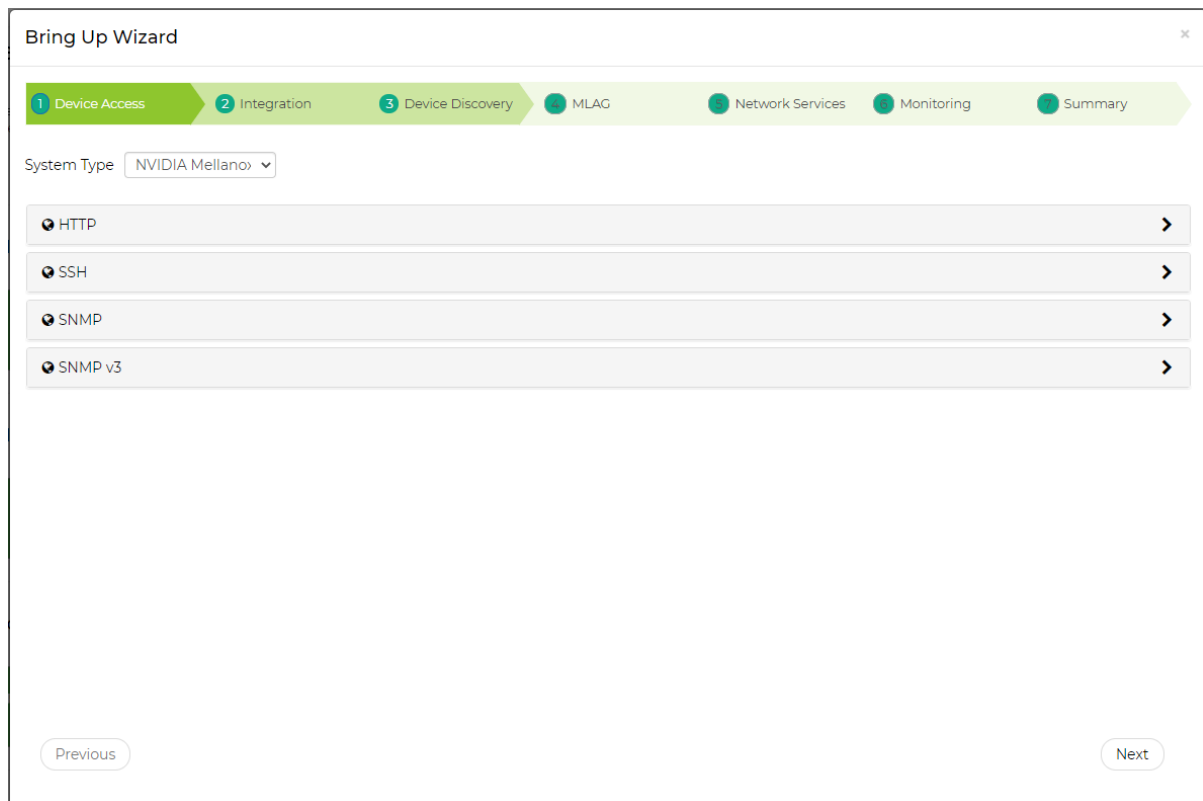 Bring Up Wizard
×
1 Device Access 2 Integration 3 Device Discovery 4 MLAG 5 Network Services 6 Monitoring 7 Summary
System Type NVIDIA Mellanox
HTTP
SSH
SNMP
SNMP v3
Previous Next